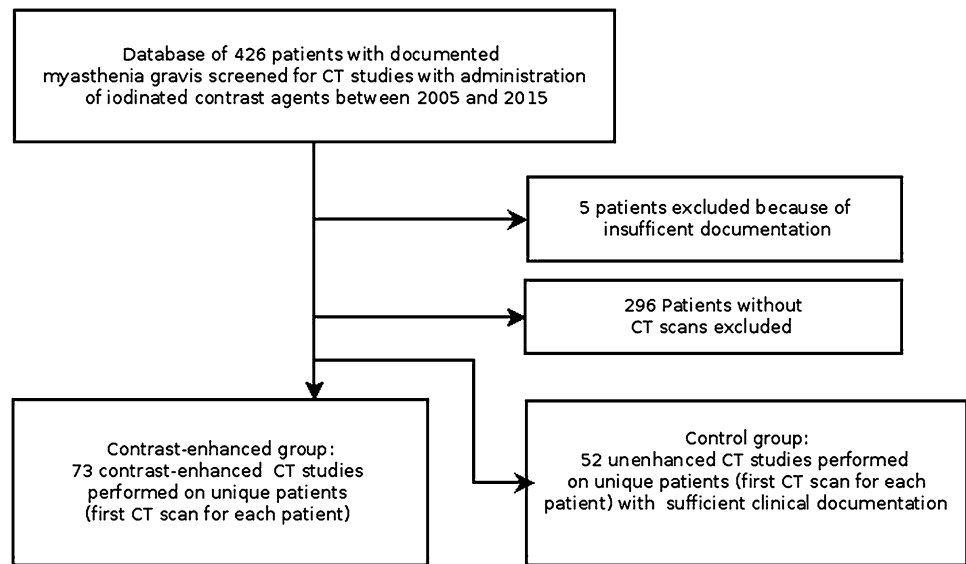 Database of 426 patients with documented
myasthenia gravis screened for CT studies with administration
of iodinated contrast agents between 2005 and 2015
5 patients excluded because of
insufficent documentation
296 Patients without
CT scans excluded
Contrast-enhanced group:
73 contrast-enhanced CT studies
performed on unique patients
(first CT scan for each patient)
Control group:
52 unenhanced CT studies performed
on unique patients (first CT scan for each
patient) with sufficient clinical documentation